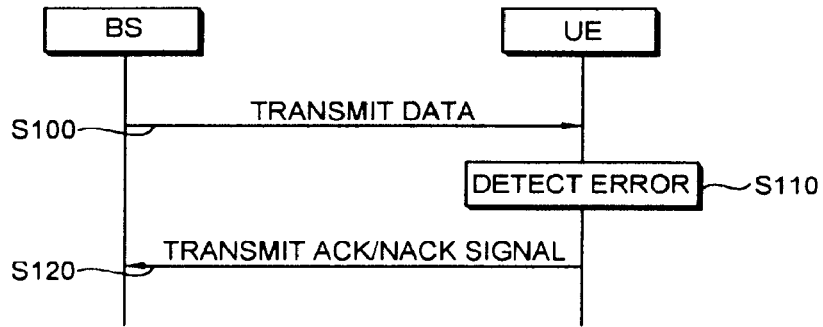 BS
UE
TRANSMIT DATA
S100
DETECT ERROR
S110
TRANSMIT ACK/NACK SIGNAL
S120